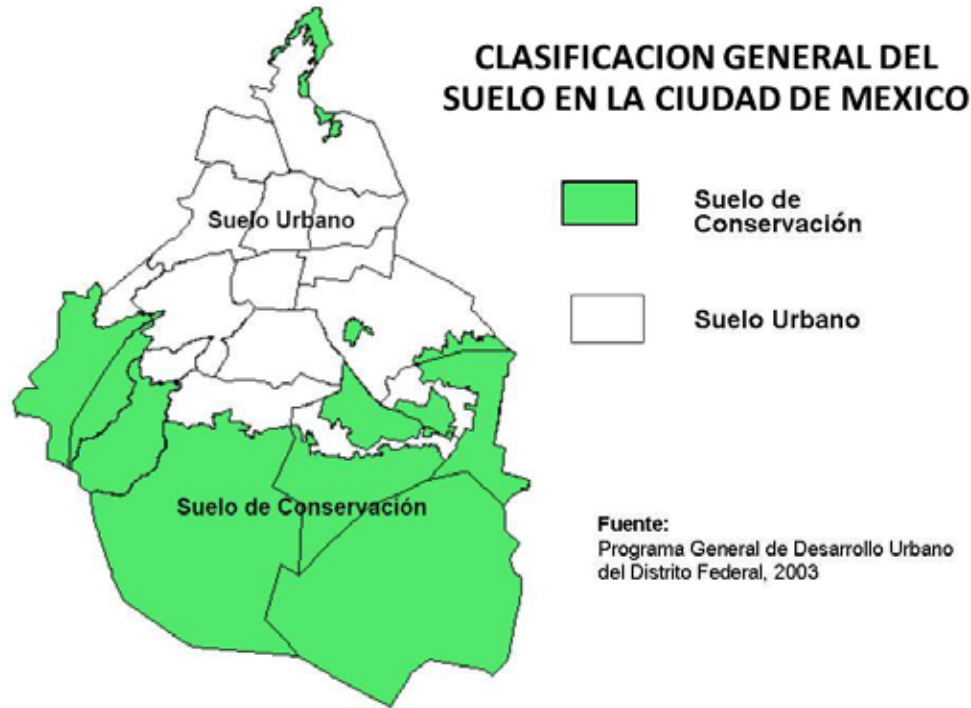 CLASIFICACION GENERAL DEL
SUELO EN LA CIUDAD DE MEXICO
Suelo de
Conservación
Suelo Urbano
Suelo Urbano
Suelo de Conservación
Fuente:
Programa General de Desarrollo Urbano
del Distrito Federal, 2003